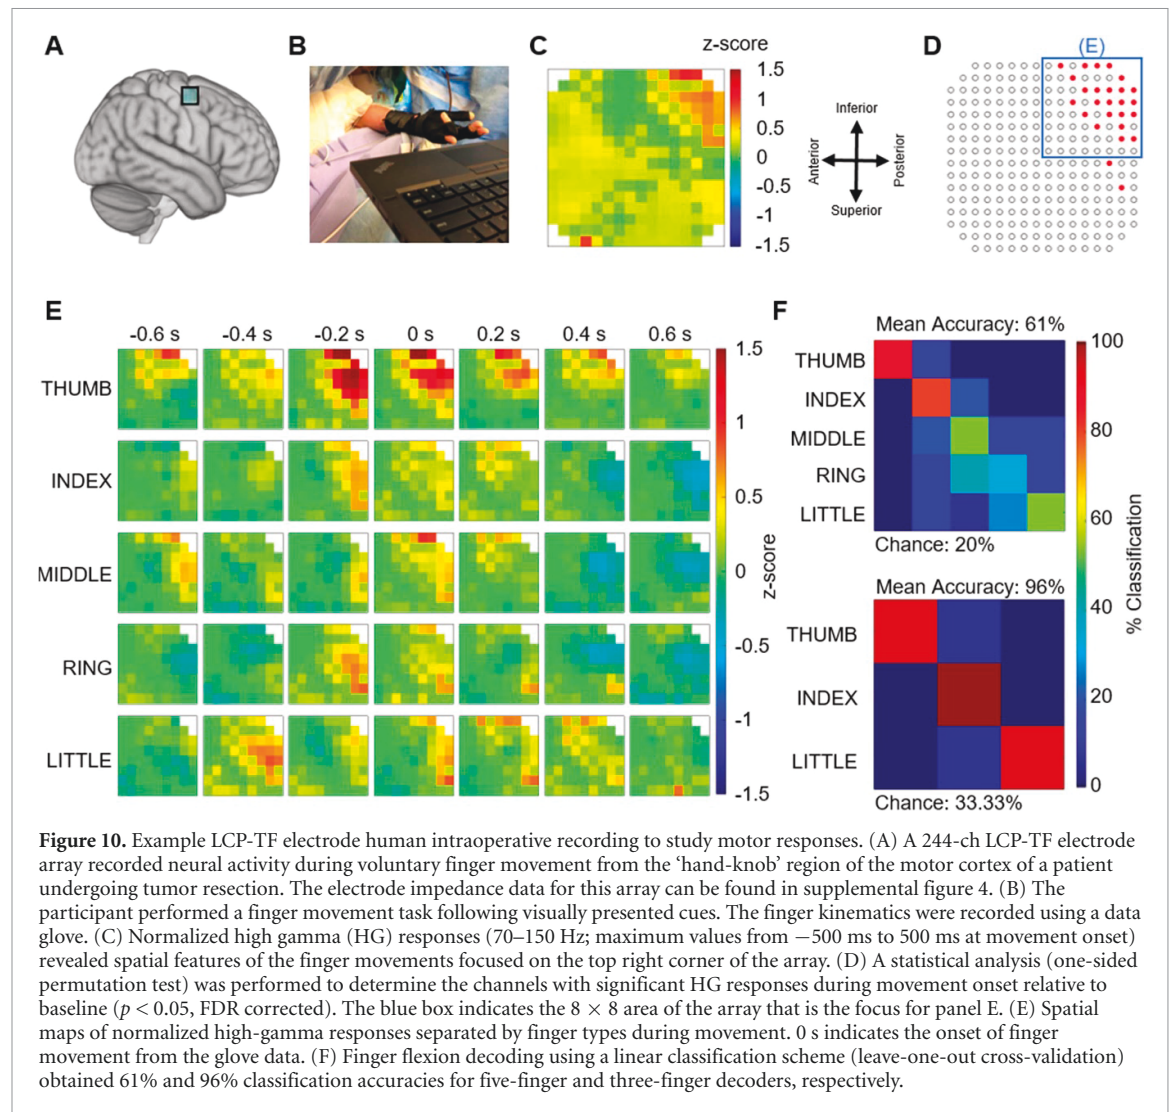 A
B
C
z-score
1.5
1
0.5
0
-0.5
-1
-1.5
Inferior
Anterior
Posterior
Superior
D
(E)
E
-0.6 s -0.4 s -0.2 s 0 s 0.2 s 0.4 s 0.6 s
THUMB
INDEX
MIDDLE
RING
LITTLE
1.5
1
0.5
0
-0.5
-1
-1.5
z-score
F
Mean Accuracy: 61%
THUMB
INDEX
MIDDLE
RING
LITTLE
Chance: 20%
Mean Accuracy: 96%
THUMB
INDEX
LITTLE
Chance: 33.33%
100
80
60
40
20
0
% Classification
Figure 10. Example LCP-TF electrode human intraoperative recording to study motor responses. (A) A 244-ch LCP-TF electrode
array recorded neural activity during voluntary finger movement from the ‘hand-knob’ region of the motor cortex of a patient
undergoing tumor resection. The electrode impedance data for this array can be found in supplemental figure 4. (B) The
participant performed a finger movement task following visually presented cues. The finger kinematics were recorded using a data
glove. (C) Normalized high gamma (HG) responses (70–150 Hz; maximum values from −500 ms to 500 ms at movement onset)
revealed spatial features of the finger movements focused on the top right corner of the array. (D) A statistical analysis (one-sided
permutation test) was performed to determine the channels with significant HG responses during movement onset relative to
baseline (p < 0.05, FDR corrected). The blue box indicates the 8 × 8 area of the array that is the focus for panel E. (E) Spatial
maps of normalized high-gamma responses separated by finger types during movement. 0 s indicates the onset of finger
movement from the glove data. (F) Finger flexion decoding using a linear classification scheme (leave-one-out cross-validation)
obtained 61% and 96% classification accuracies for five-finger and three-finger decoders, respectively.